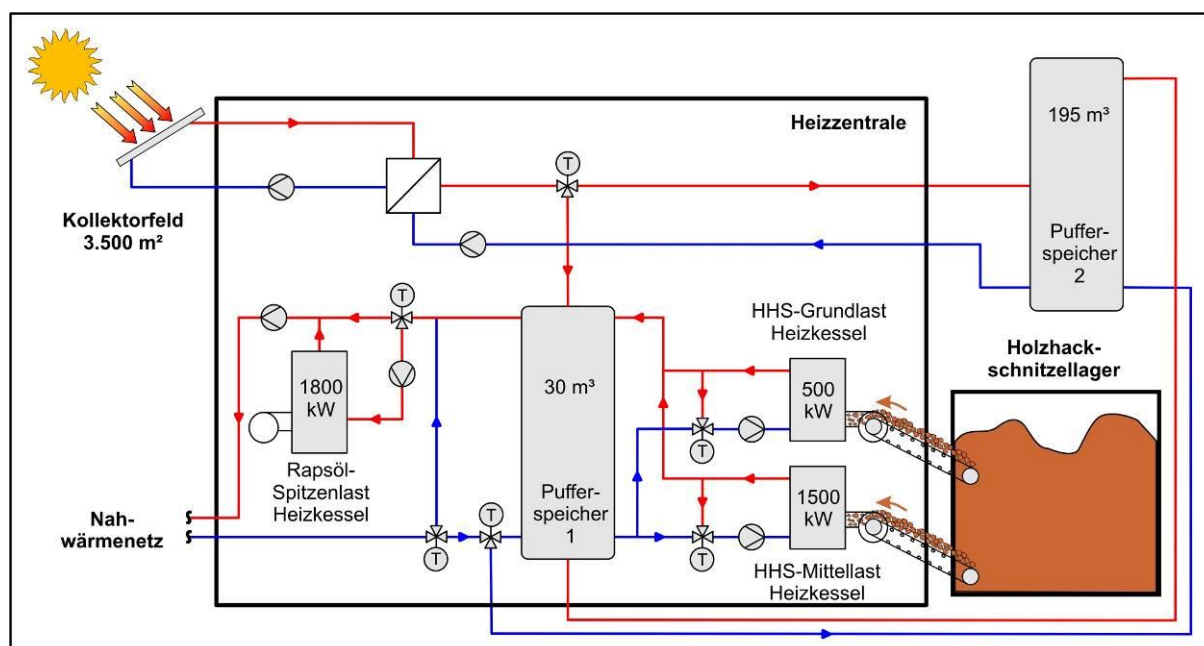 Heizzentrale
195 m³
T
Kollektorfeld
3.500 m²
Puffer-
speicher
2
T
HHS-Grundlast
Heizkessel
Holzhack-
schnitzellager
1800
kW
30 m³
500
kW
T
Rapsöl-
Spitzenlast
Heizkessel
1500
kW
Puffer-
speicher
1
Nah-
wärmenetz
T
T
T
HHS-Mittellast
Heizkessel